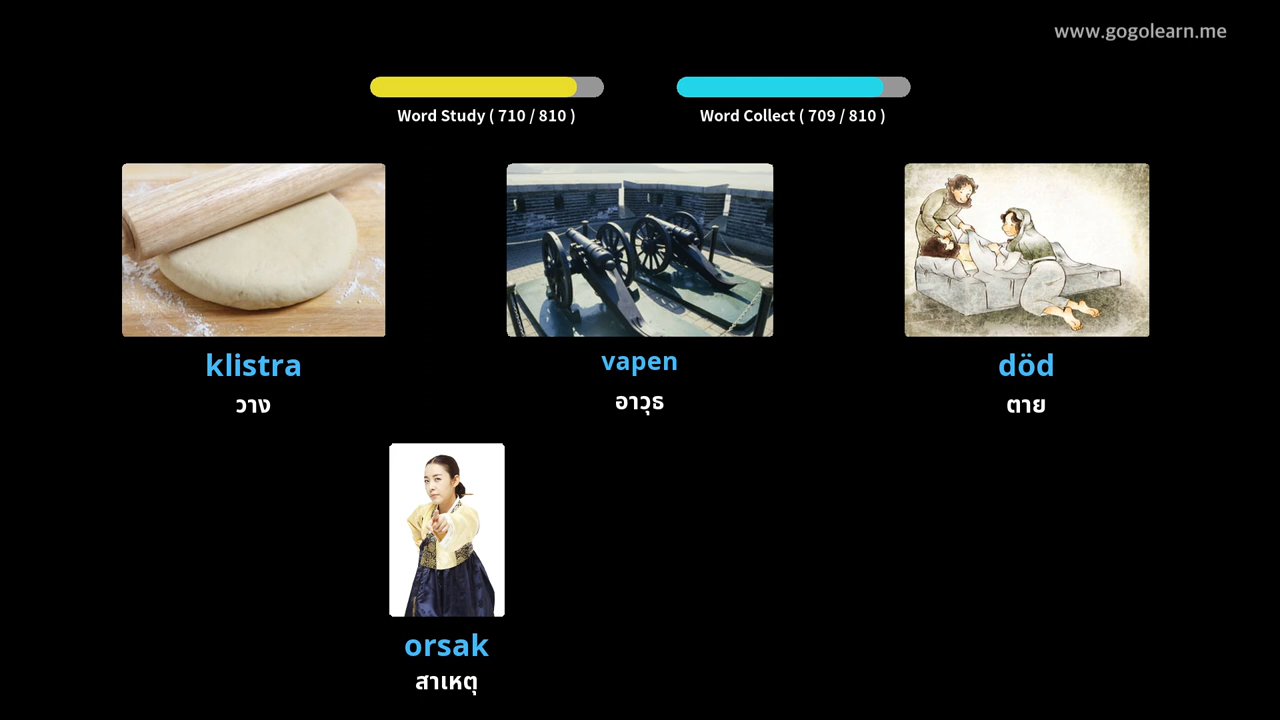 www.gogolearn.me
Word Study ( 710 / 810 )
Word Collect ( 709 / 810 )
klistra
วาง
vapen
อาวุธ
död
ตาย
orsak
สาเหตุ